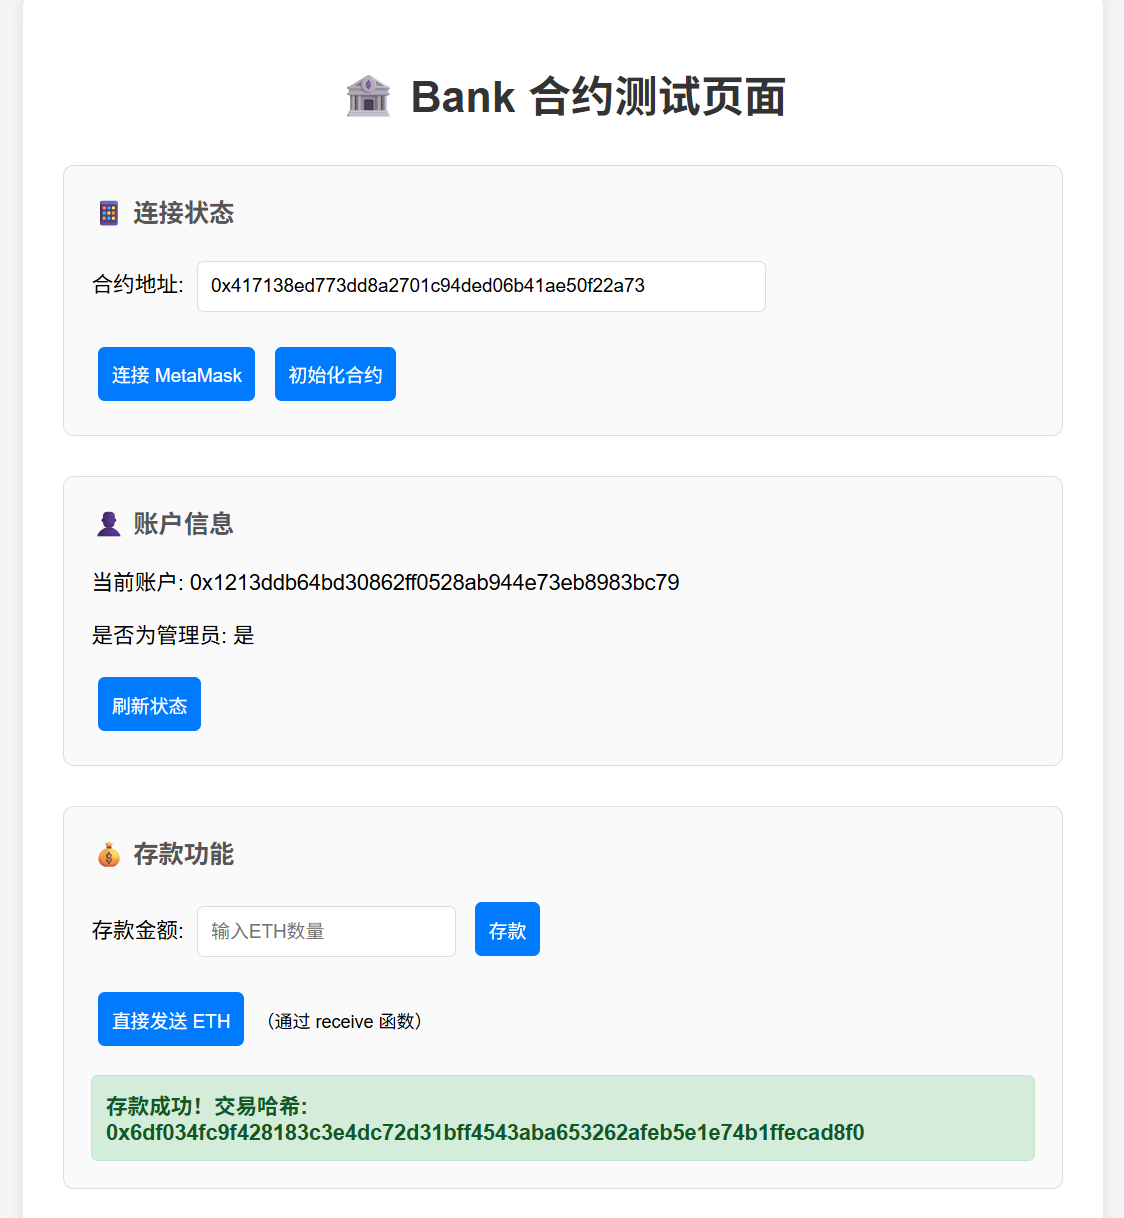 Bank 合约测试页面
连接状态
合约地址: 0x417138ed773dd8a2701c94ded06b41ae50f22a73
连接 MetaMask 初始化合约
账户信息
当前账户: 0x1213ddb64bd30862ff0528ab944e73eb8983bc79
是否为管理员: 是
刷新状态
存款功能
存款金额: 输入ETH数量 存款
直接发送 ETH （通过 receive 函数）
存款成功！交易哈希:
0x6df034fc9f428183c3e4dc72d31bff4543aba653262afeb5e1e74b1ffecad8f0